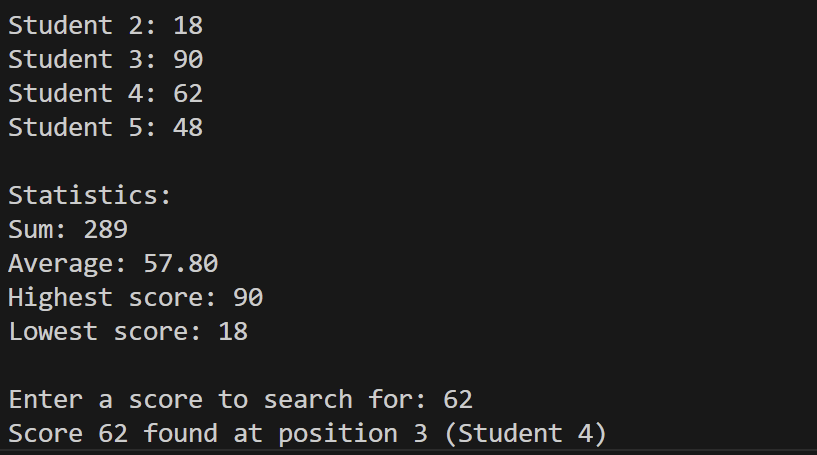 Student 2: 18
Student 3: 90
Student 4: 62
Student 5: 48
Statistics:
Sum: 289
Average: 57.80
Highest score: 90
Lowest score: 18
Enter a score to search for: 62
Score 62 found at position 3 (Student 4)